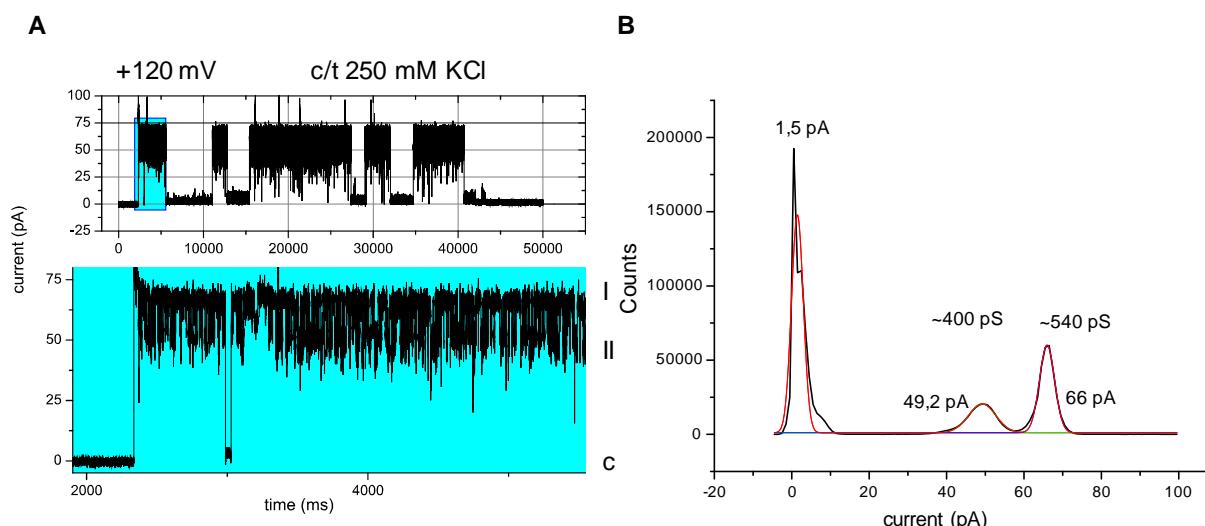 A
+120 mV c/t 250 mM KCl
100
75
50
25
0
-25
0 10000 20000 30000 40000 50000
current (pA)
75
50
25
0
I
II
c
2000 4000
time (ms)
B
200000
150000
100000
50000
0
Counts
1,5 pA
~400 pS
~540 pS
49,2 pA
66 pA
-20 0 20 40 60 80 100
current (pA)